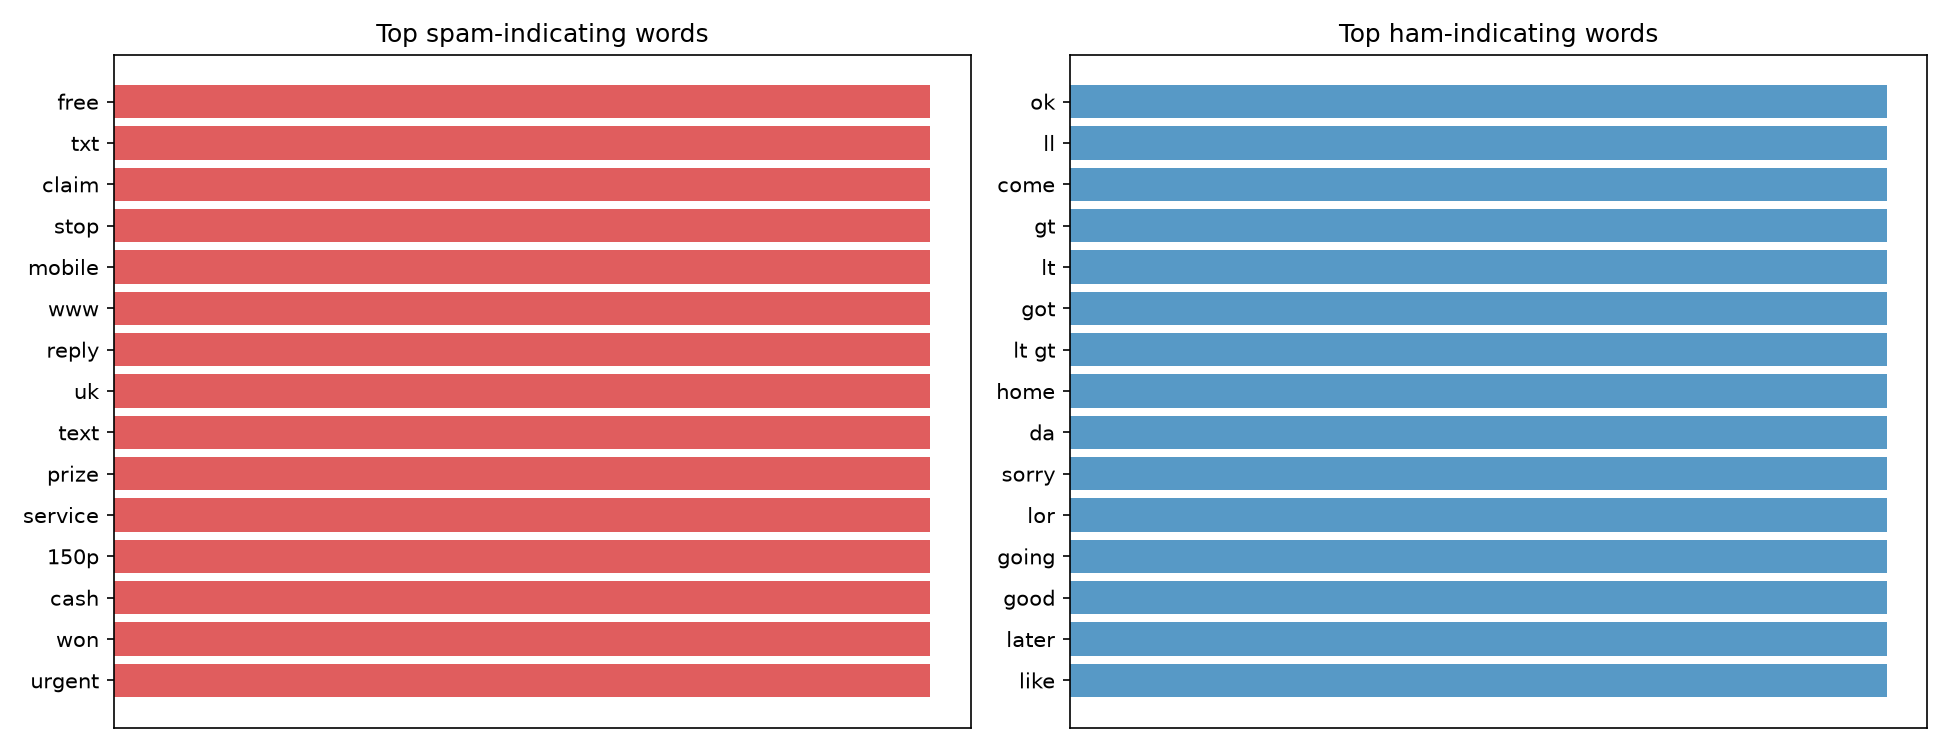 Top spam-indicating words
free
txt
claim
stop
mobile
www
reply
uk
text
prize
service
150p
cash
won
urgent
Top ham-indicating words
ok
ll
come
gt
lt
got
lt gt
home
da
sorry
lor
going
good
later
like